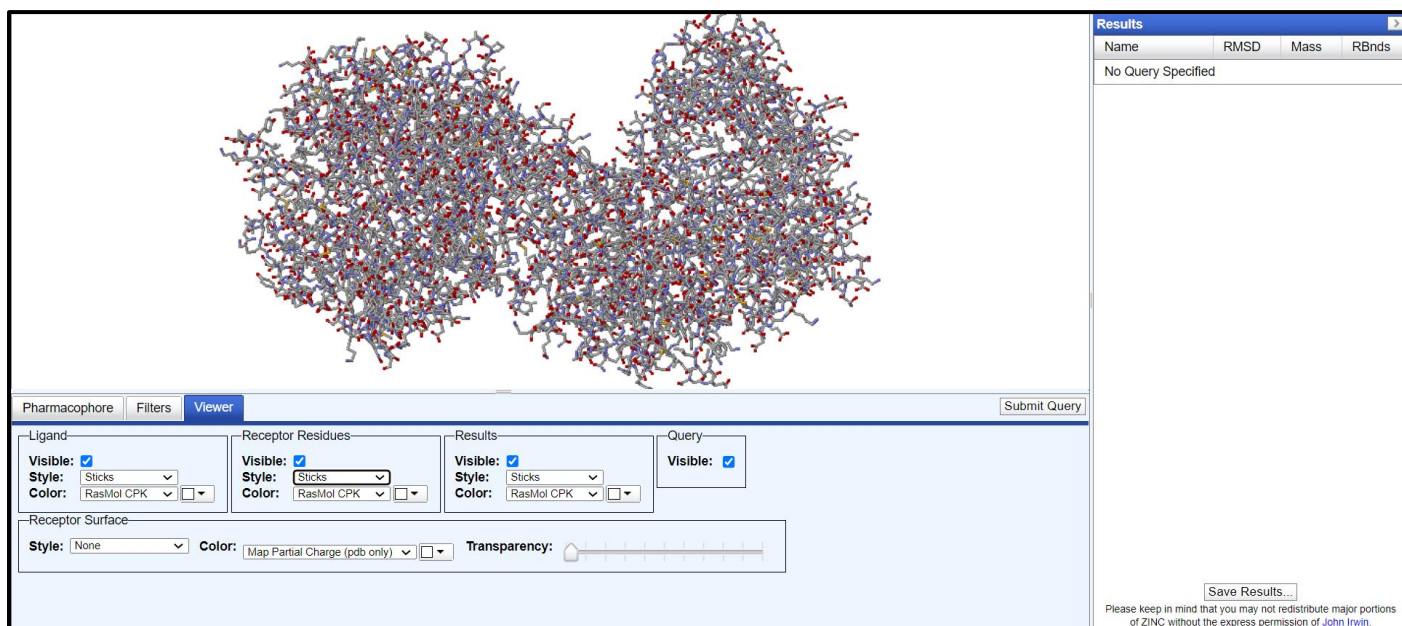 Results
Name RMSD Mass RBnds
No Query Specified
Pharmacophore Filters Viewer Submit Query
Ligand Receptor Residues Results Query
Visible: Visible: Visible: Visible:
Style: Sticks Style: Sticks Style: Sticks
Color: RasMol CPK Color: RasMol CPK Color: RasMol CPK
Receptor Surface
Style: None Color: Map Partial Charge (pdb only) Transparency:
Save Results...
Please keep in mind that you may not redistribute major portions
of ZINC without the express permission of John Irwin.